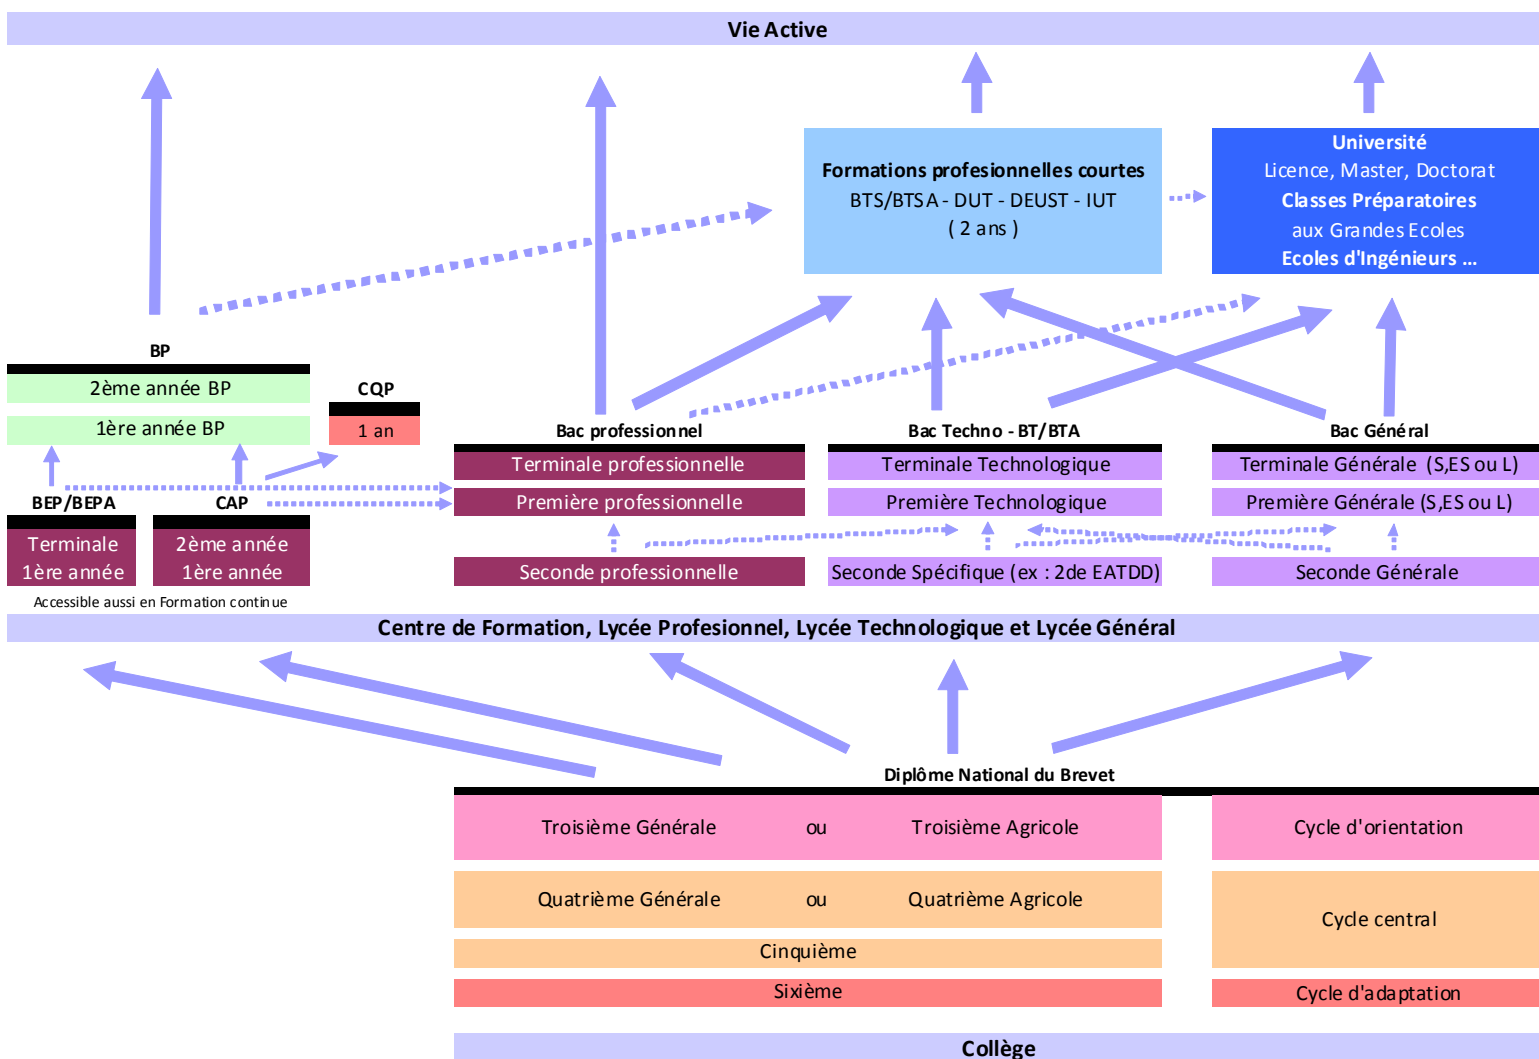 Vie Active
Formations profesionnelles courtes
BTS/BTSA - DUT - DEUST - IUT
( 2 ans )
Université
Licence, Master, Doctorat
Classes Préparatoires
aux Grandes Ecoles
Ecoles d'Ingénieurs ...
BP
2ème année BP
1ère année BP
CQP
1 an
BEP/BEPA
Terminale
1ère année
CAP
2ème année
1ère année
Accessible aussi en Formation continue
Bac professionnel
Terminale professionnelle
Première professionnelle
Seconde professionnelle
Bac Techno - BT/BTA
Terminale Technologique
Première Technologique
Seconde Spécifique (ex : 2de EATDD)
Bac Général
Terminale Générale (S,ES ou L)
Première Générale (S,ES ou L)
Seconde Générale
Centre de Formation, Lycée Profesionnel, Lycée Technologique et Lycée Général
Diplôme National du Brevet
Troisième Générale ou Troisième Agricole
Cycle d'orientation
Quatrième Générale ou Quatrième Agricole
Cycle central
Cinquième
Sixième
Cycle d'adaptation
Collège